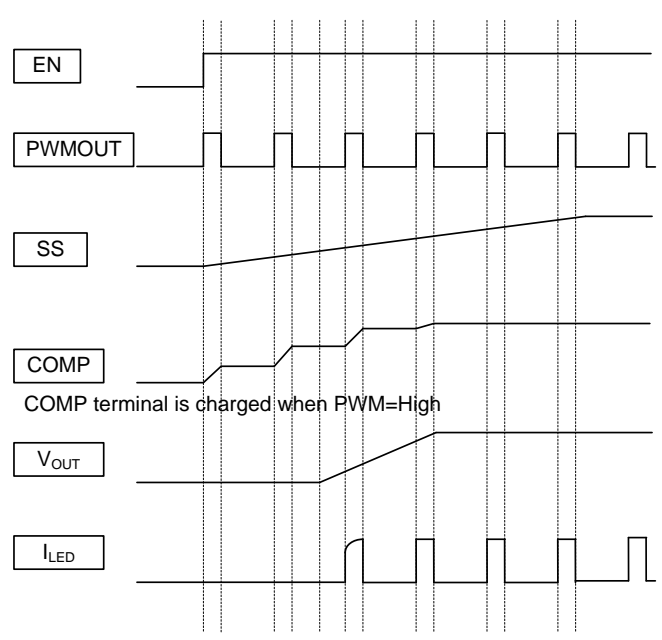 EN
PWMOUT
SS
COMP
COMP terminal is charged when PWM=High
VOUT
ILED